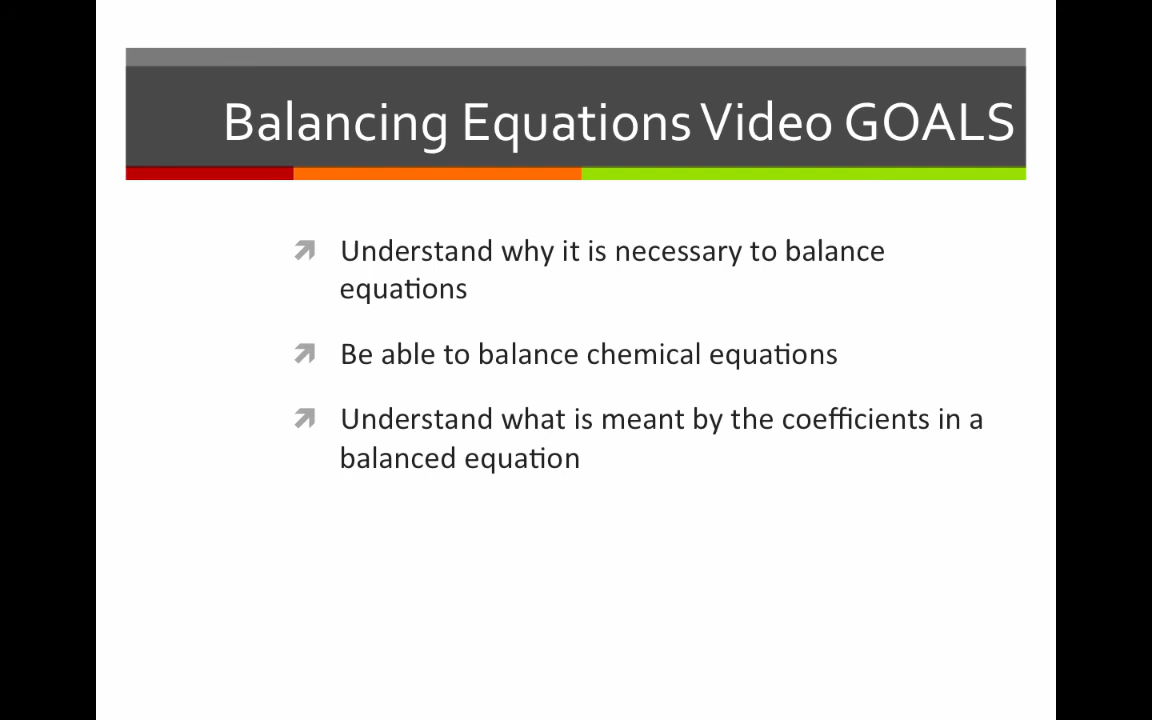 Balancing Equations Video GOALS
Understand why it is necessary to balance
equations
Be able to balance chemical equations
Understand what is meant by the coefficients in a
balanced equation